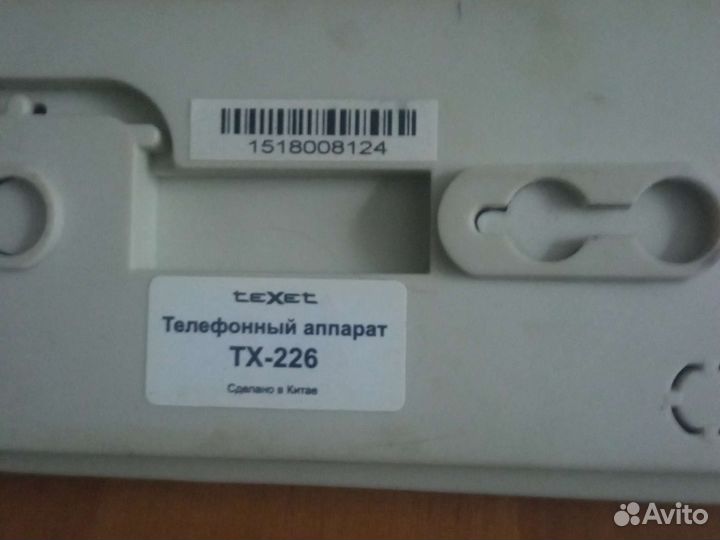 1518008124
teXet
Телефонный аппарат
TX-226
Сделано в Китае
Avito